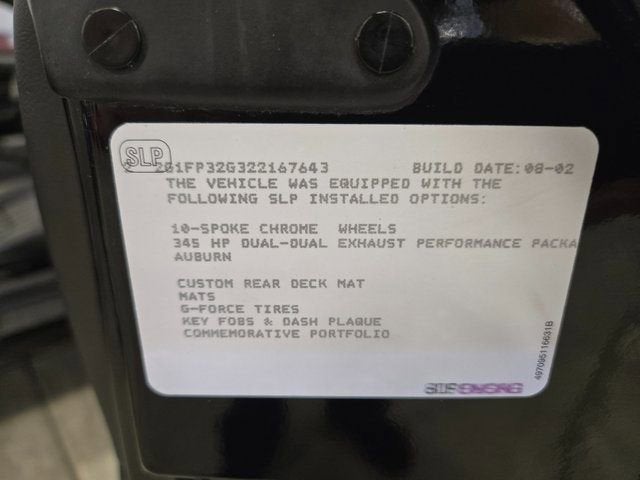 SLP
2G1FP32G322167643 BUILD DATE:08-02
THE VEHICLE WAS EQUIPPED WITH THE
FOLLOWING SLP INSTALLED OPTIONS:
10-SPOKE CHROME WHEELS
345 HP DUAL-DUAL EXHAUST PERFORMANCE PACKA
AUBURN
CUSTOM REAR DECK MAT
MATS
G-FORCE TIRES
KEY FOBS & DASH PLAQUE
COMMEMORATIVE PORTFOLIO
497095116631B